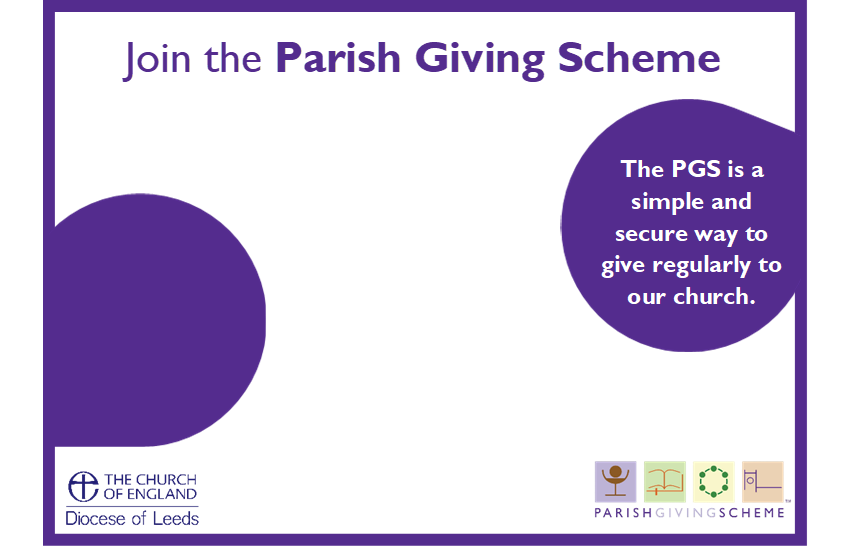 Join the Parish Giving Scheme
The PGS is a
simple and
secure way to
give regularly to
our church.
THE CHURCH
OF ENGLAND
Diocese of Leeds
PARISHGIVINGSCHEME